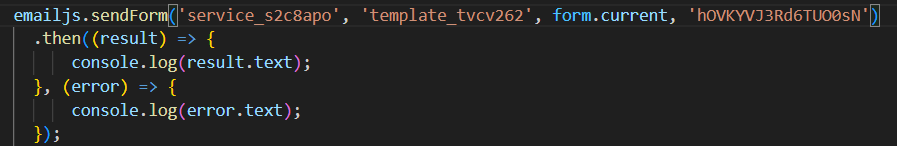 emailjs.sendForm('service_s2c8apo', 'template_tvcv262', form.current, 'hOVKYVJ3Rd6TUO0sN')
.then((result) => {
console.log(result.text);
}, (error) => {
console.log(error.text);
});